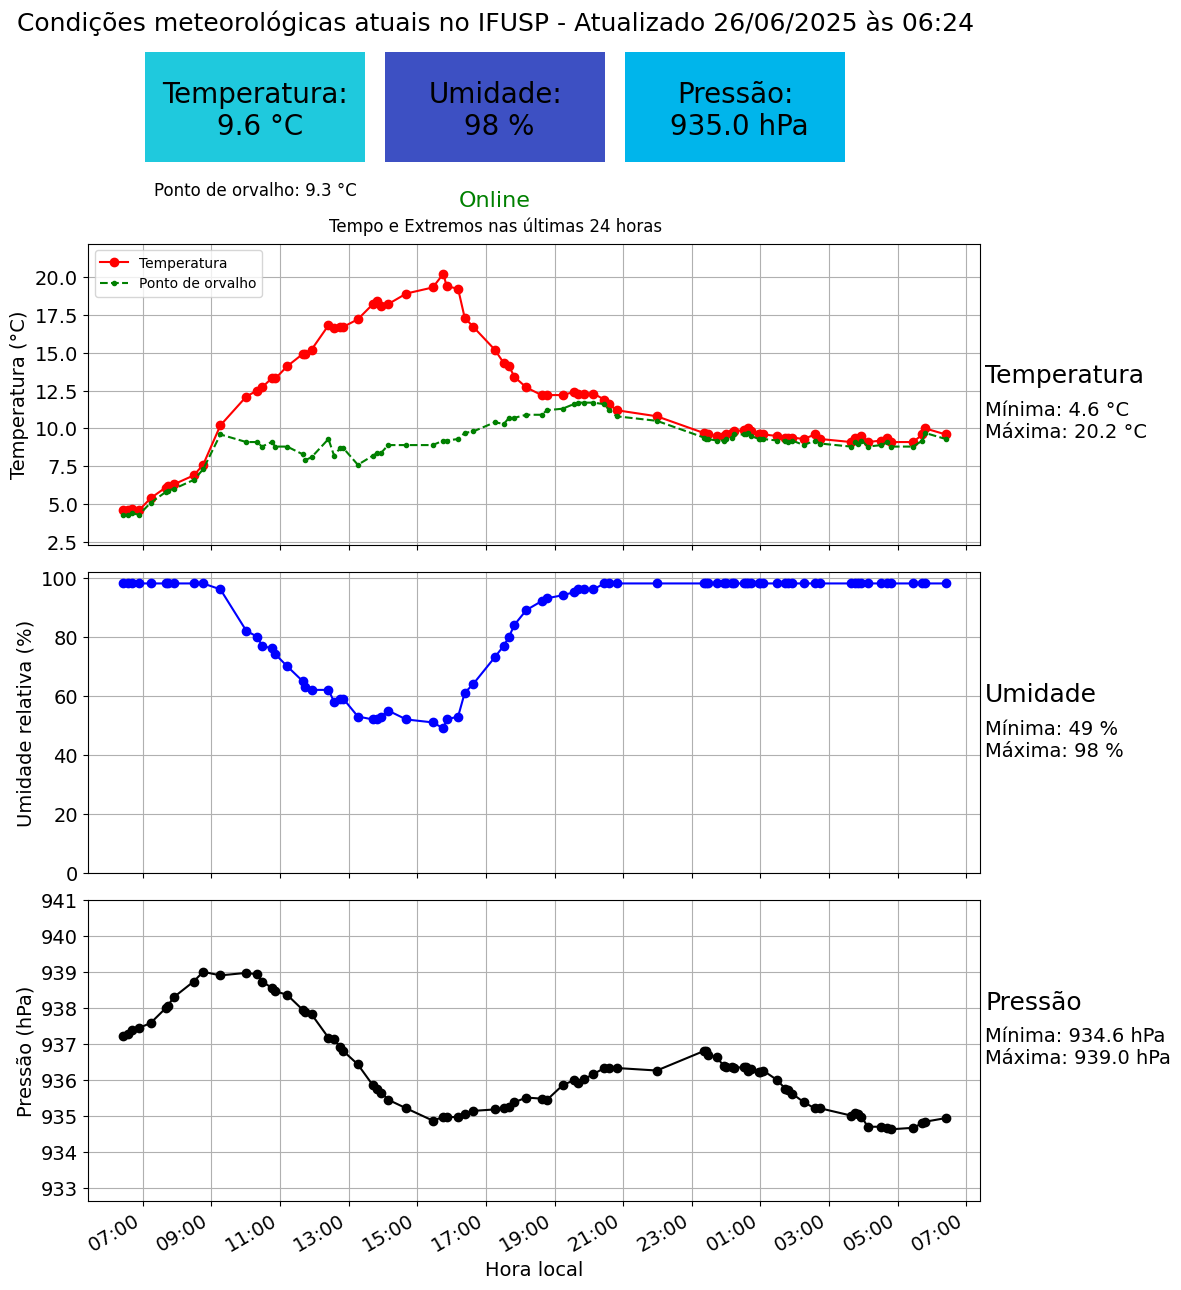 Condições meteorológicas atuais no IFUSP - Atualizado 26/06/2025 às 06:24
Temperatura:
9.6 °C
Umidade:
98 %
Pressão:
935.0 hPa
Ponto de orvalho: 9.3 °C
Online
Tempo e Extremos nas últimas 24 horas
Temperatura
Ponto de orvalho
20.0
17.5
15.0
12.5
10.0
7.5
5.0
2.5
Temperatura (°C)
Temperatura
Mínima: 4.6 °C
Máxima: 20.2 °C
100
80
60
40
20
0
Umidade relativa (%)
Umidade
Mínima: 49 %
Máxima: 98 %
941
940
939
938
937
936
935
934
933
Pressão (hPa)
Pressão
Mínima: 934.6 hPa
Máxima: 939.0 hPa
07:00 09:00 11:00 13:00 15:00 17:00 19:00 21:00 23:00 01:00 03:00 05:00 07:00
Hora local